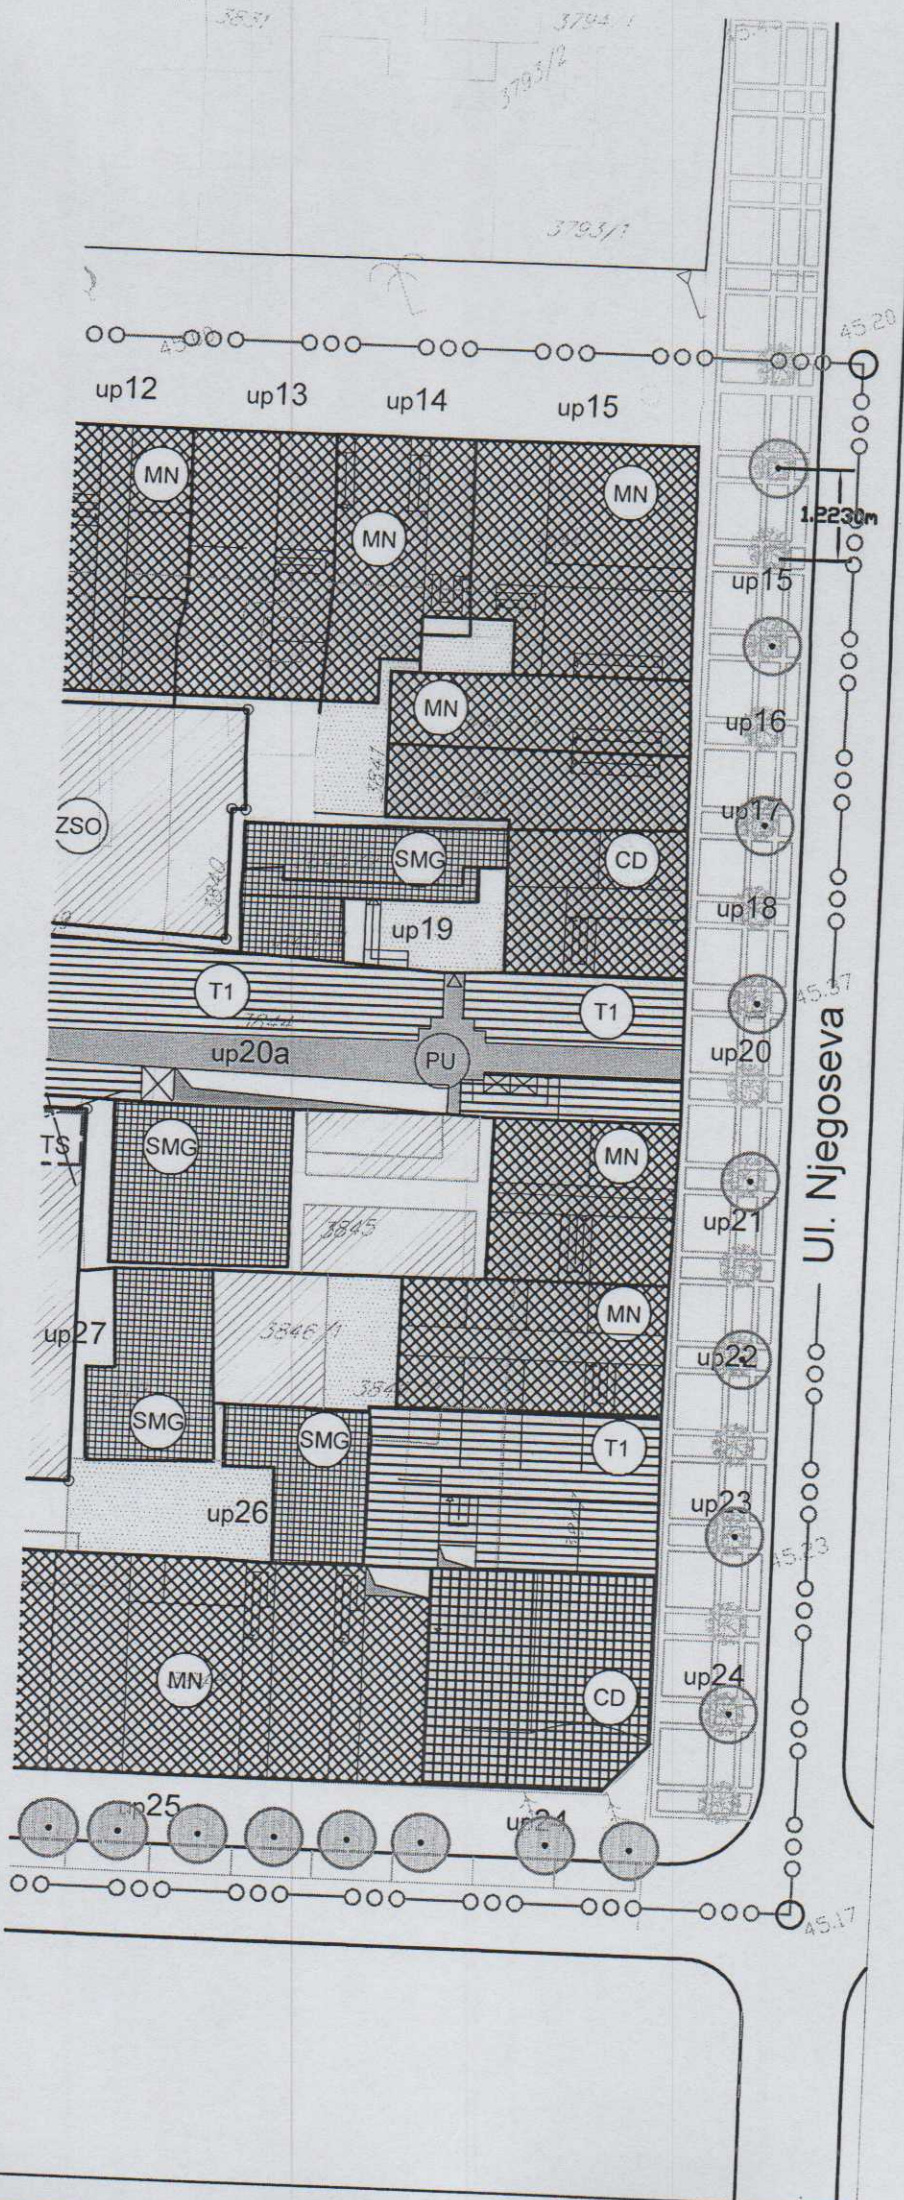 3831
3794/1
3793/2
3793/1
45.20
up12
up13
up14
up15
MN
MN
MN
1.2230m
up15
MN
up16
3841
up17
ZSO
SMG
CD
3840
up18
up19
T1
T1
45.37
3844
up20a
PU
up20
Ul. Njegoseva
TS
SMG
MN
up21
3845
MN
up27
3846/1
up22
SMG
SMG
T1
up26
up23
45.23
MN
CD
up24
up25
up24
45.17